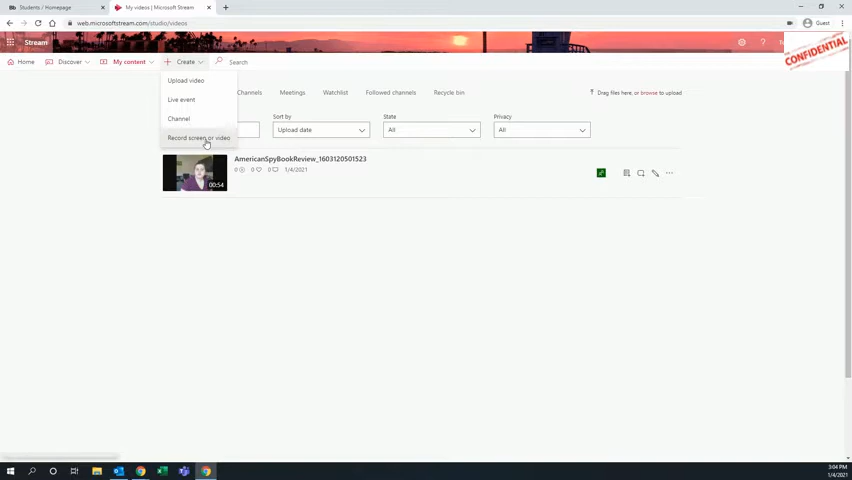 Students / Homepage
My videos | Microsoft Stream
web.microsoftstream.com/studio/videos
Guest
Stream
CONFIDENTIAL
Home Discover My content Create Search
Upload video
Live event
Channel
Record screen or video
Channels Meetings Watchlist Followed channels Recycle bin
Drag files here, or browse to upload.
Sort by State Privacy
Upload date All All
AmericanSpyBookReview_1603120501523
0 0 0 1/4/2021
00:54
3:04 PM
1/4/2021